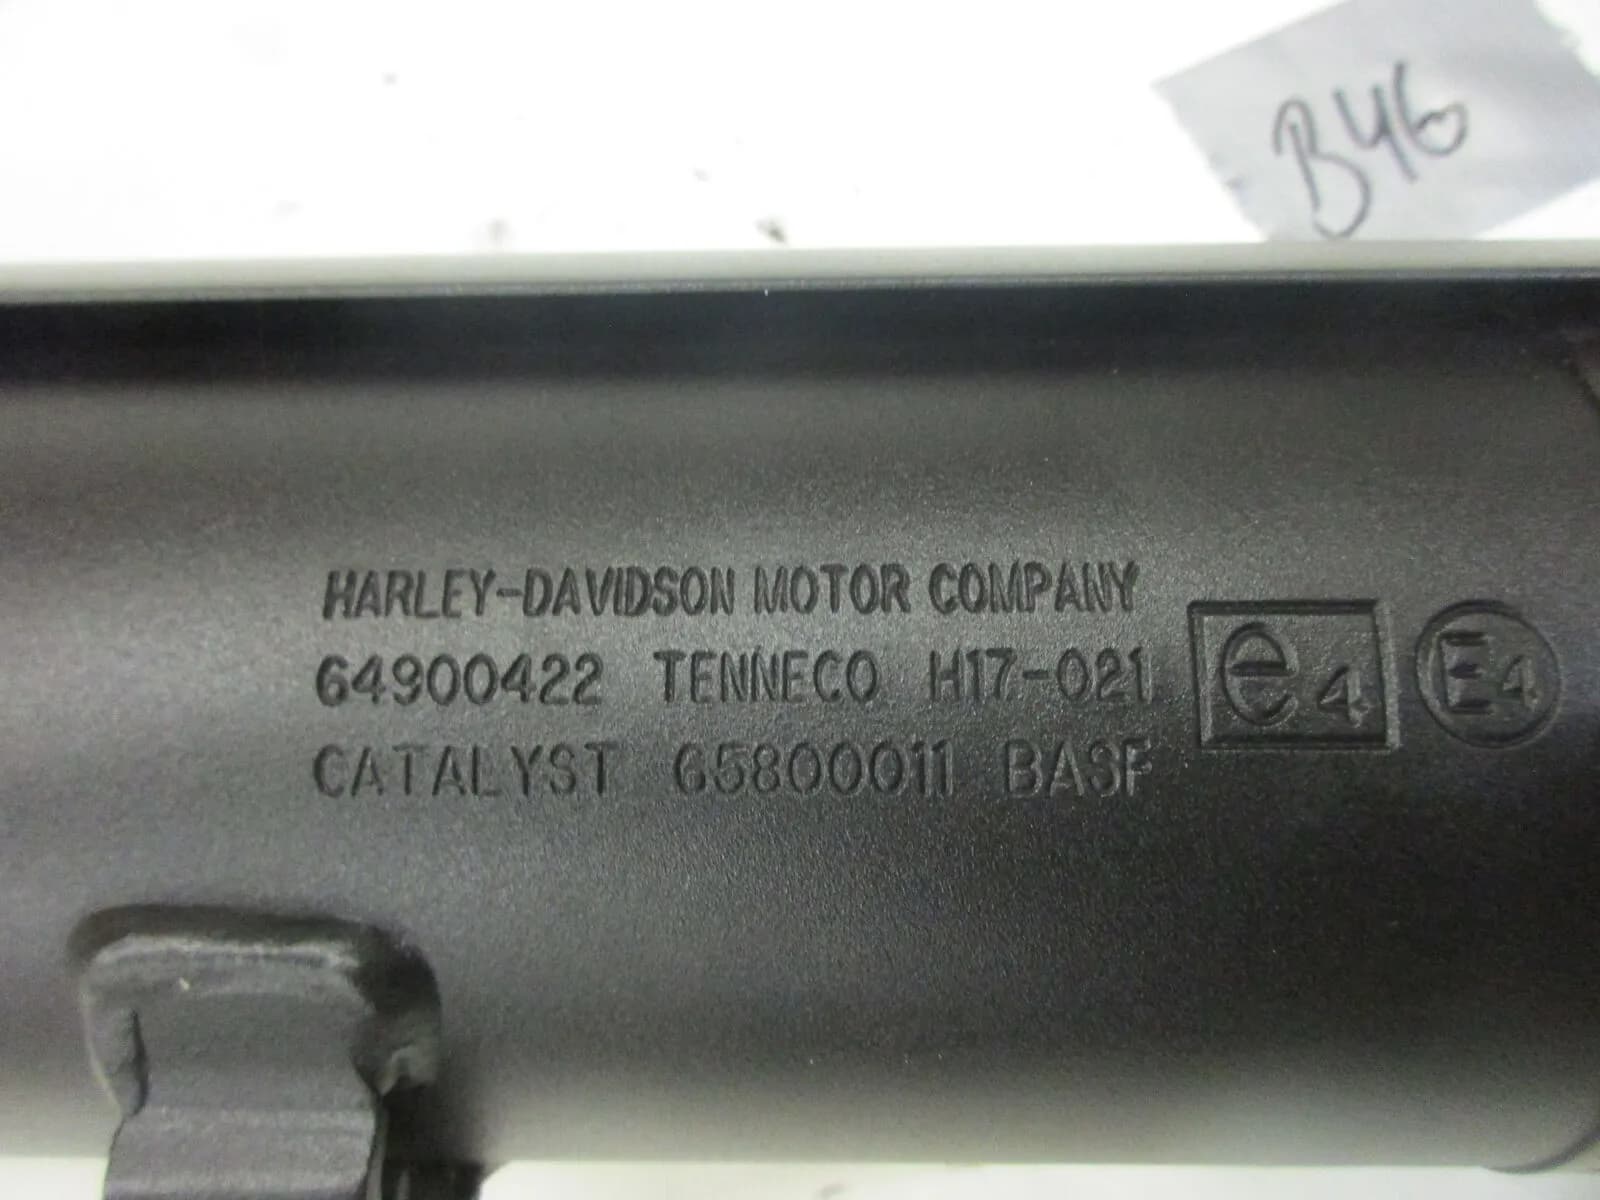 B46
HARLEY-DAVIDSON MOTOR COMPANY
64900422 TENNECO H17-021 e4 E4
CATALYST 65800011 BASF